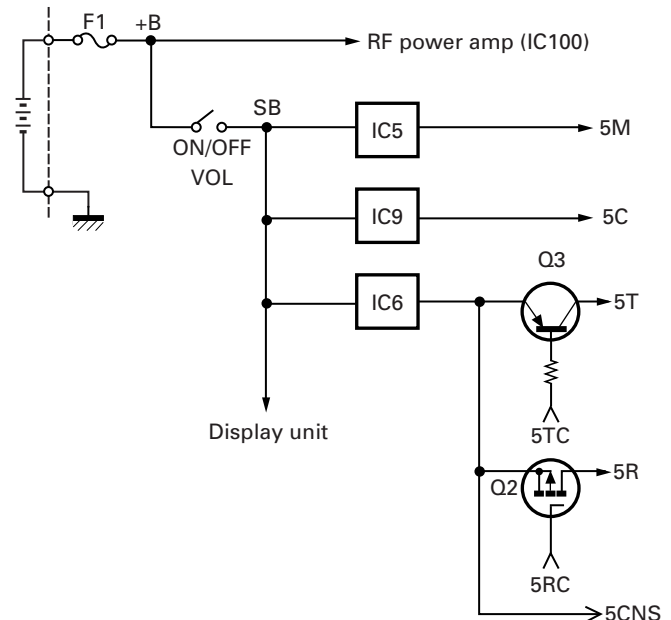 F1
+B
RF power amp (IC100)
SB
ON/OFF
VOL
IC5
5M
IC9
5C
Q3
IC6
5T
Display unit
5TC
Q2
5R
5RC
5CNS